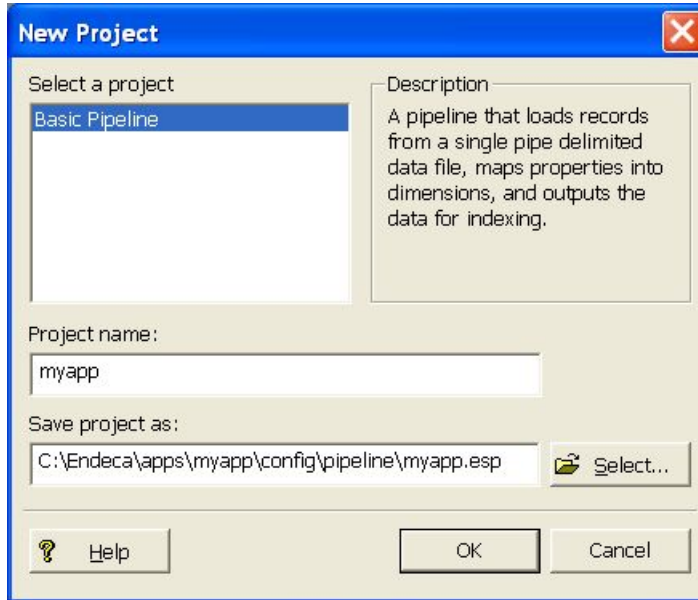 New Project
Select a project
Basic Pipeline
Description
A pipeline that loads records
from a single pipe delimited
data file, maps properties into
dimensions, and outputs the
data for indexing.
Project name:
myapp
Save project as:
C:\Endeca\apps\myapp\config\pipeline\myapp.esp
Select...
Help
OK
Cancel